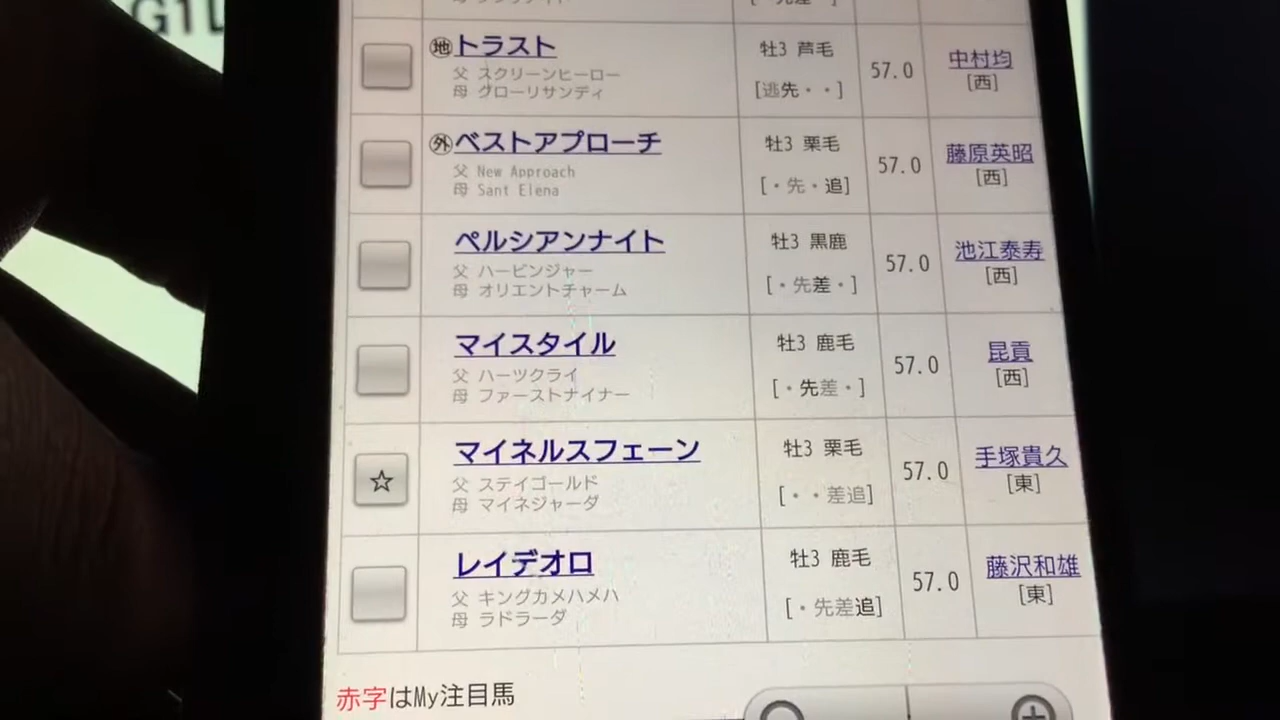 G1
[・先差・]
地 トラスト 牡3 芦毛 57.0 中村均
父 スクリーンヒーロー
母 グローリサンディ [逃先・・] [西]
外 ベストアプローチ 牡3 栗毛 57.0 藤原英昭
父 New Approach
母 Sant Elena [・先・追] [西]
ペルシアンナイト 牡3 黒鹿 57.0 池江泰寿
父 ハービンジャー
母 オリエントチャーム [・先差・] [西]
マイスタイル 牡3 鹿毛 57.0 昆貢
父 ハーツクライ
母 ファーストナイナー [・先差・] [西]
☆ マイネルスフェーン 牡3 栗毛 57.0 手塚貴久
父 ステイゴールド
母 マイネジャーダ [・・差追] [東]
レイデオロ 牡3 鹿毛 57.0 藤沢和雄
父 キングカメハメハ
母 ラドラーダ [・先差追] [東]
赤字はMy注目馬